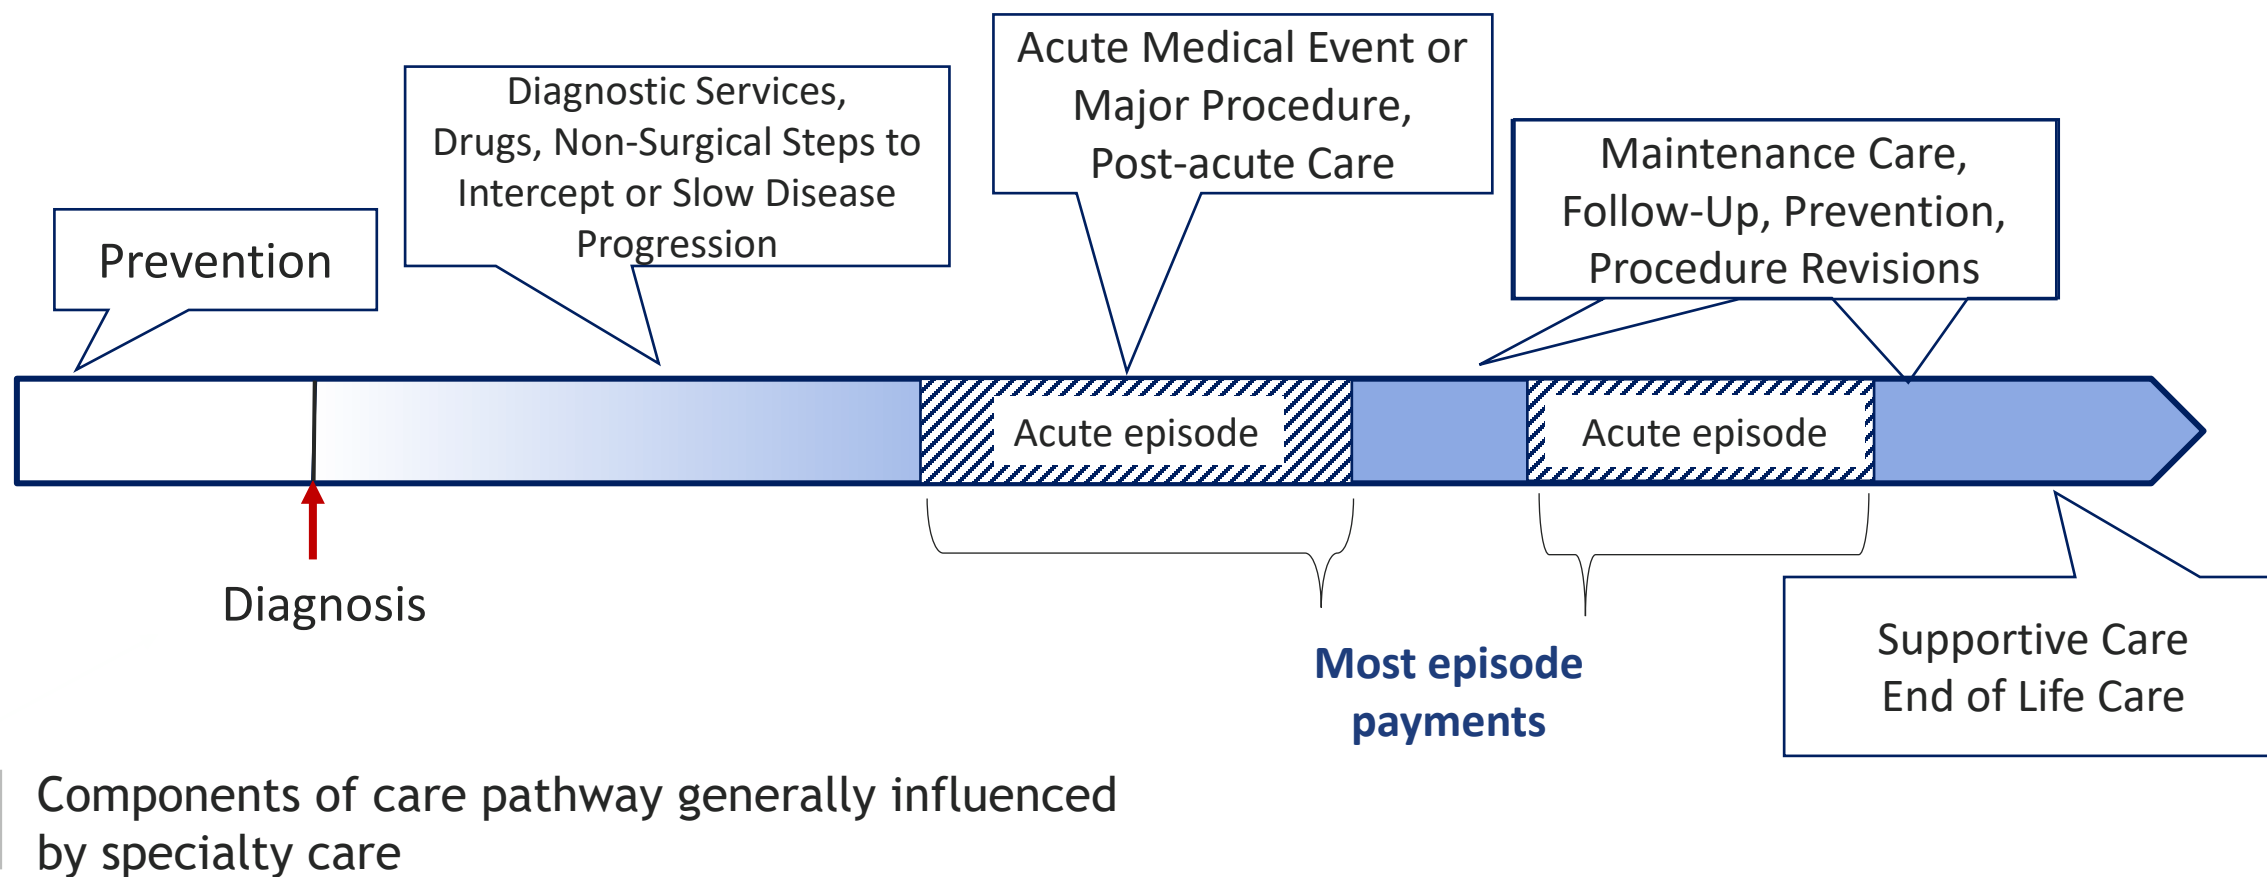 Prevention
Diagnostic Services,
Drugs, Non-Surgical Steps to
Intercept or Slow Disease
Progression
Acute Medical Event or
Major Procedure,
Post-acute Care
Maintenance Care,
Follow-Up, Prevention,
Procedure Revisions
Acute episode
Acute episode
Diagnosis
Most episode
payments
Supportive Care
End of Life Care
Components of care pathway generally influenced
by specialty care